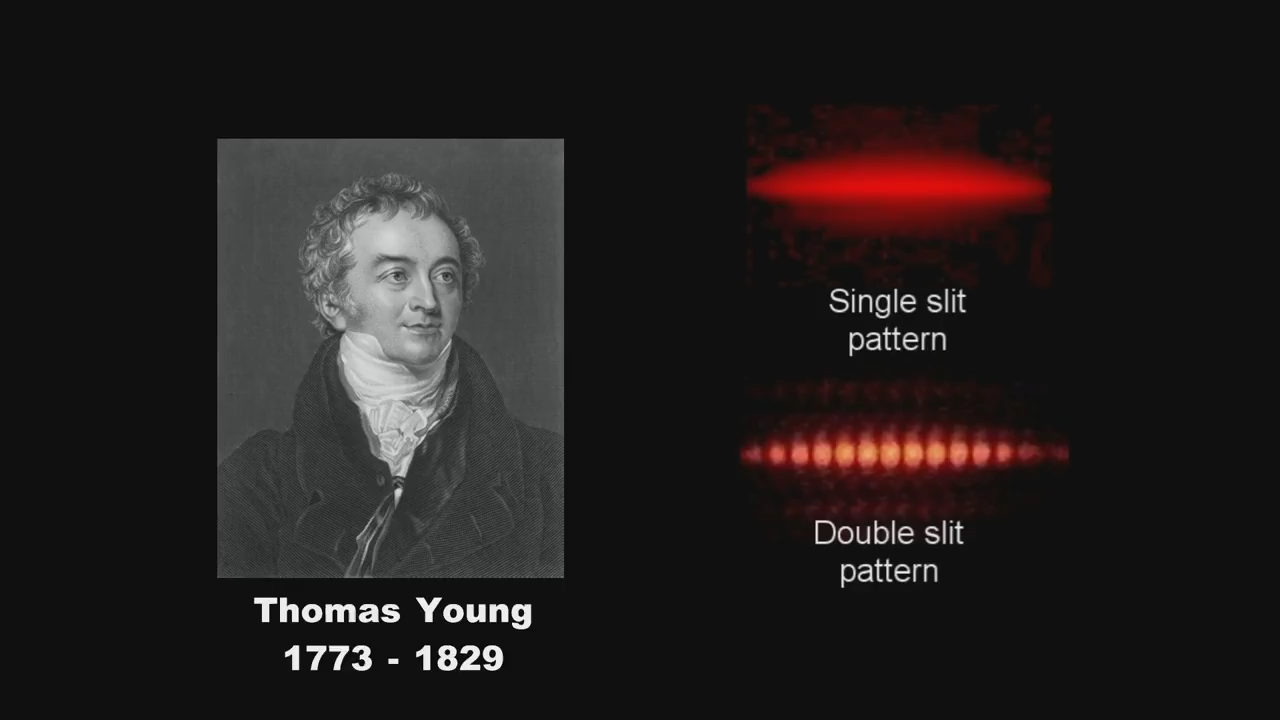 Thomas Young
1773 - 1829
Single slit
pattern
Double slit
pattern